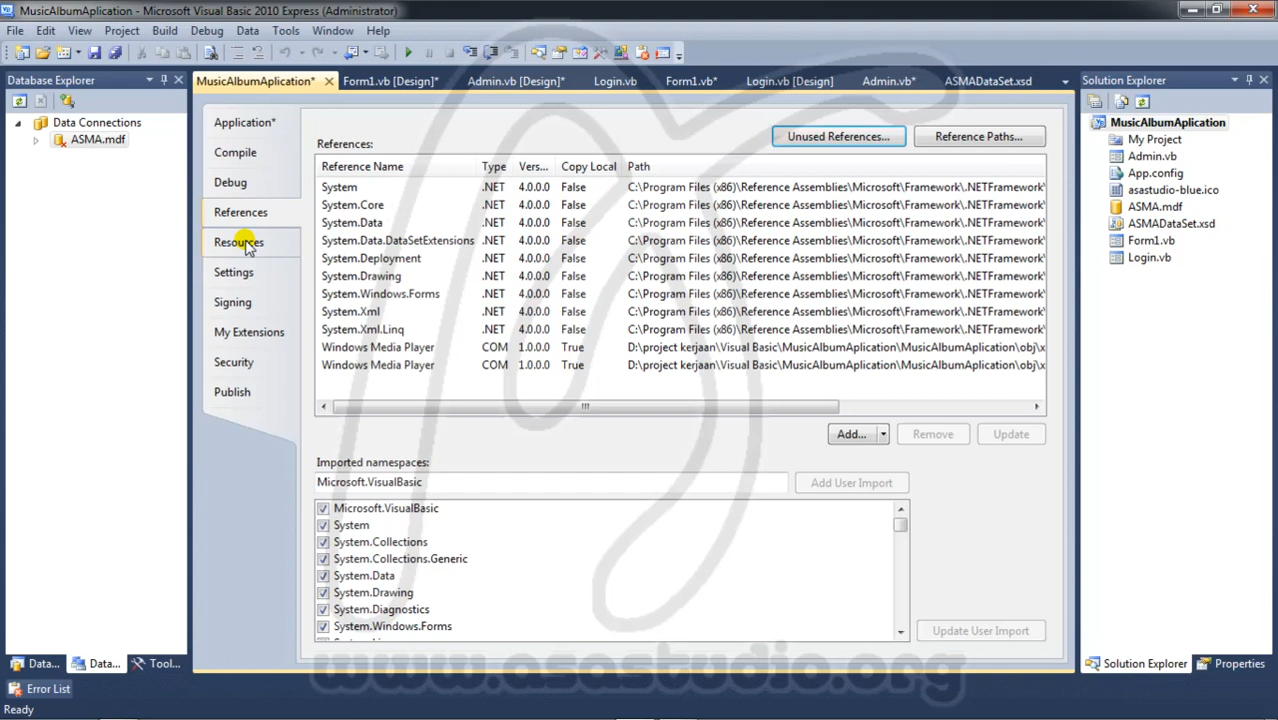 MusicAlbumAplication - Microsoft Visual Basic 2010 Express (Administrator)
File Edit View Project Build Debug Data Tools Window Help
Database Explorer
Data Connections
ASMA.mdf
Data... Data... Tool...
Error List
Ready
MusicAlbumAplication* Form1.vb [Design]* Admin.vb [Design]* Login.vb Form1.vb* Login.vb [Design] Admin.vb* ASMADataSet.xsd
Application*
Compile
Debug
References
Resources
Settings
Signing
My Extensions
Security
Publish
References:
Unused References... Reference Paths...
Reference Name Type Vers... Copy Local Path
System .NET 4.0.0.0 False C:\Program Files (x86)\Reference Assemblies\Microsoft\Framework\.NETFramework\
System.Core .NET 4.0.0.0 False C:\Program Files (x86)\Reference Assemblies\Microsoft\Framework\.NETFramework\
System.Data .NET 4.0.0.0 False C:\Program Files (x86)\Reference Assemblies\Microsoft\Framework\.NETFramework\
System.Data.DataSetExtensions .NET 4.0.0.0 False C:\Program Files (x86)\Reference Assemblies\Microsoft\Framework\.NETFramework\
System.Deployment .NET 4.0.0.0 False C:\Program Files (x86)\Reference Assemblies\Microsoft\Framework\.NETFramework\
System.Drawing .NET 4.0.0.0 False C:\Program Files (x86)\Reference Assemblies\Microsoft\Framework\.NETFramework\
System.Windows.Forms .NET 4.0.0.0 False C:\Program Files (x86)\Reference Assemblies\Microsoft\Framework\.NETFramework\
System.Xml .NET 4.0.0.0 False C:\Program Files (x86)\Reference Assemblies\Microsoft\Framework\.NETFramework\
System.Xml.Linq .NET 4.0.0.0 False C:\Program Files (x86)\Reference Assemblies\Microsoft\Framework\.NETFramework\
Windows Media Player COM 1.0.0.0 True D:\project kerjaan\Visual Basic\MusicAlbumAplication\MusicAlbumAplication\obj\x
Windows Media Player COM 1.0.0.0 True D:\project kerjaan\Visual Basic\MusicAlbumAplication\MusicAlbumAplication\obj\x
Add... Remove Update
Imported namespaces:
Microsoft.VisualBasic Add User Import
Microsoft.VisualBasic
System
System.Collections
System.Collections.Generic
System.Data
System.Drawing
System.Diagnostics
System.Windows.Forms
Update User Import
www.asastudio.org
Solution Explorer
MusicAlbumAplication
My Project
Admin.vb
App.config
asastudio-blue.ico
ASMA.mdf
ASMADataSet.xsd
Form1.vb
Login.vb
Solution Explorer Properties